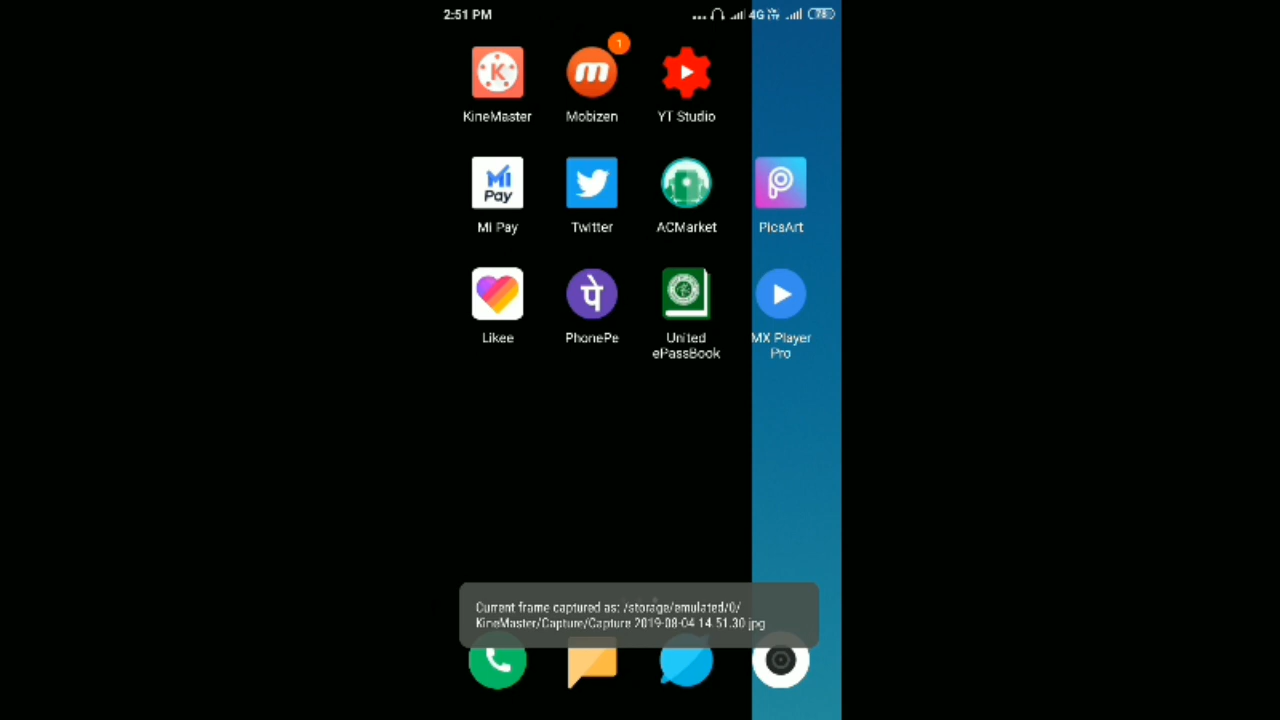 2:51 PM
4G
78
1
K
m
KineMaster
Mobizen
YT Studio
Mi
Pay
Mi Pay
Twitter
ACMarket
PicsArt
पे
Likee
PhonePe
United
ePassBook
MX Player
Pro
Current frame captured as: /storage/emulated/0/
KineMaster/Capture/Capture 2019-08-04 14.51.30.jpg